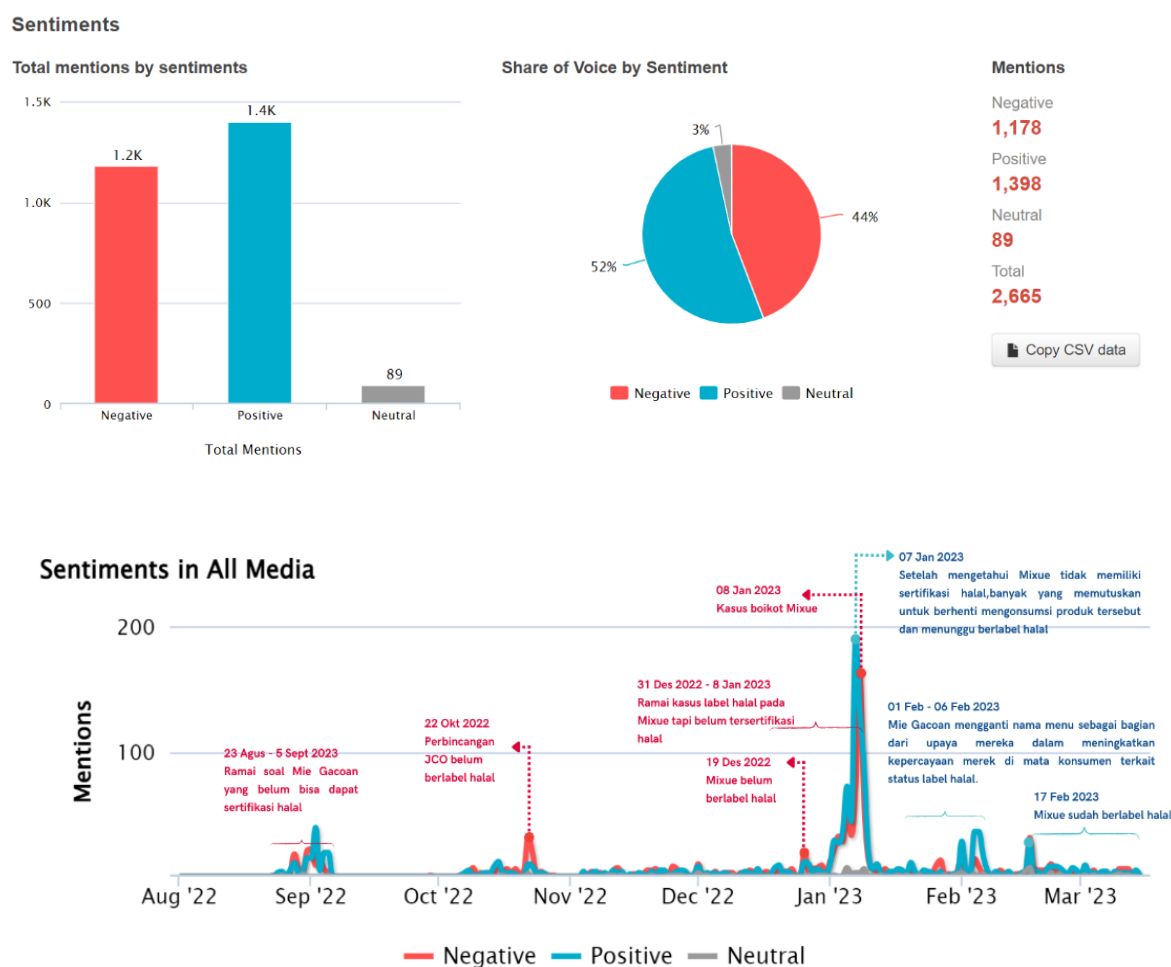 Sentiments
Total mentions by sentiments
1.5K
1.4K
1.2K
1.0K
500
89
0
Negative
Positive
Neutral
Total Mentions
Share of Voice by Sentiment
3%
44%
52%
Negative
Positive
Neutral
Mentions
Negative
1,178
Positive
1,398
Neutral
89
Total
2,665
Copy CSV data
Sentiments in All Media
Mentions
200
100
23 Agus - 5 Sept 2023
Ramai soal Mie Gacoan
yang belum bisa dapat
sertifikasi halal
22 Okt 2022
Perbincangan
JCO belum
berlabel halal
31 Des 2022 - 8 Jan 2023
Ramai kasus label halal pada
Mixue tapi belum tersertifikasi
halal
19 Des 2022
Mixue belum
berlabel halal
08 Jan 2023
Kasus boikot Mixue
07 Jan 2023
Setelah mengetahui Mixue tidak memiliki
sertifikasi halal,banyak yang memutuskan
untuk berhenti mengonsumsi produk tersebut
dan menunggu berlabel halal
01 Feb - 06 Feb 2023
Mie Gacoan mengganti nama menu sebagai bagian
dari upaya mereka dalam meningkatkan
kepercayaan merek di mata konsumen terkait
status label halal.
17 Feb 2023
Mixue sudah berlabel halal
Aug '22
Sep '22
Oct '22
Nov '22
Dec '22
Jan '23
Feb '23
Mar '23
Negative
Positive
Neutral